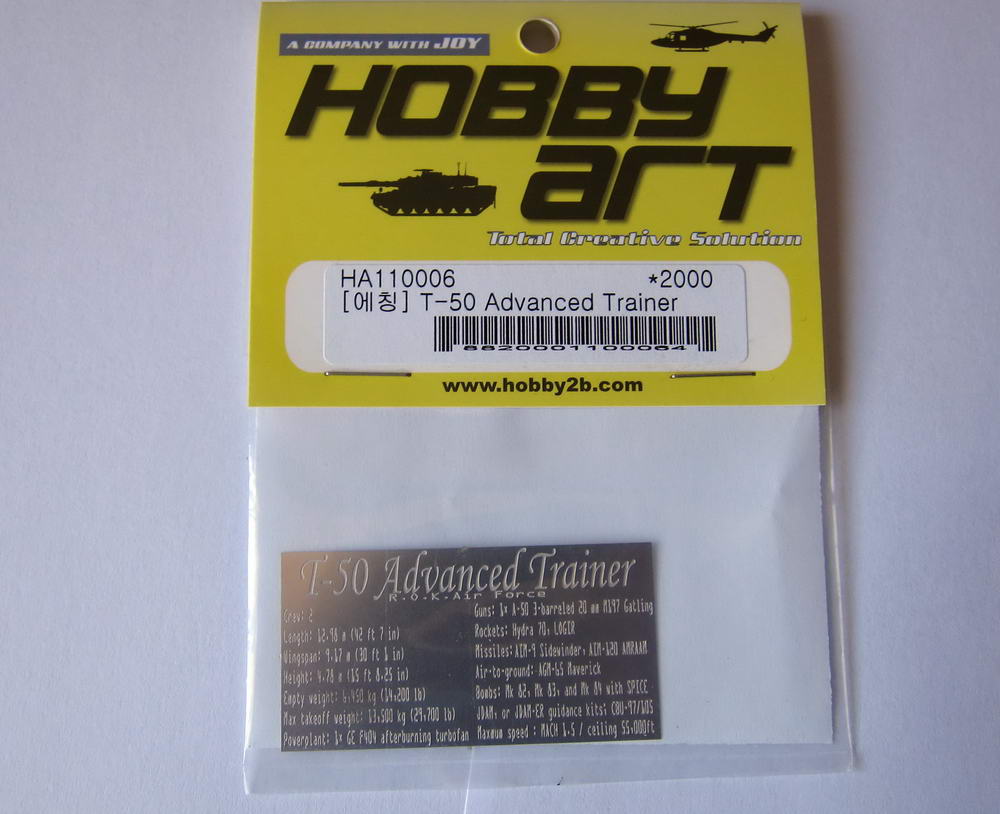 A COMPANY WITH JOY
HOBBY
ART
Total Creative Solution
HA110006 *2000
[에칭] T-50 Advanced Trainer
8820001100064
www.hobby2b.com
T-50 Advanced Trainer
R.O.K.Air Force
Crew: 2
Length: 12.98 m (42 ft 7 in)
Wingspan: 9.17 m (30 ft 1 in)
Height: 4.78 m (15 ft 8.25 in)
Empty weight: 6,450 kg (14,200 lb)
Max takeoff weight: 13,500 kg (29,700 lb)
Powerplant: 1× GE F404 afterburning turbofan
Guns: 1× A-50 3-barreled 20 mm M197 Gatling
Rockets: Hydra 70, LOGIR
Missiles: AIM-9 Sidewinder, AIM-120 AMRAAM
Air-to-ground: AGM-65 Maverick
Bombs: Mk 82, Mk 83, and Mk 84 with SPICE
JDAM, or JDAM-ER guidance kits; CBU-97/105
Maxmum speed : MACH 1.5 / ceiling 55,000ft